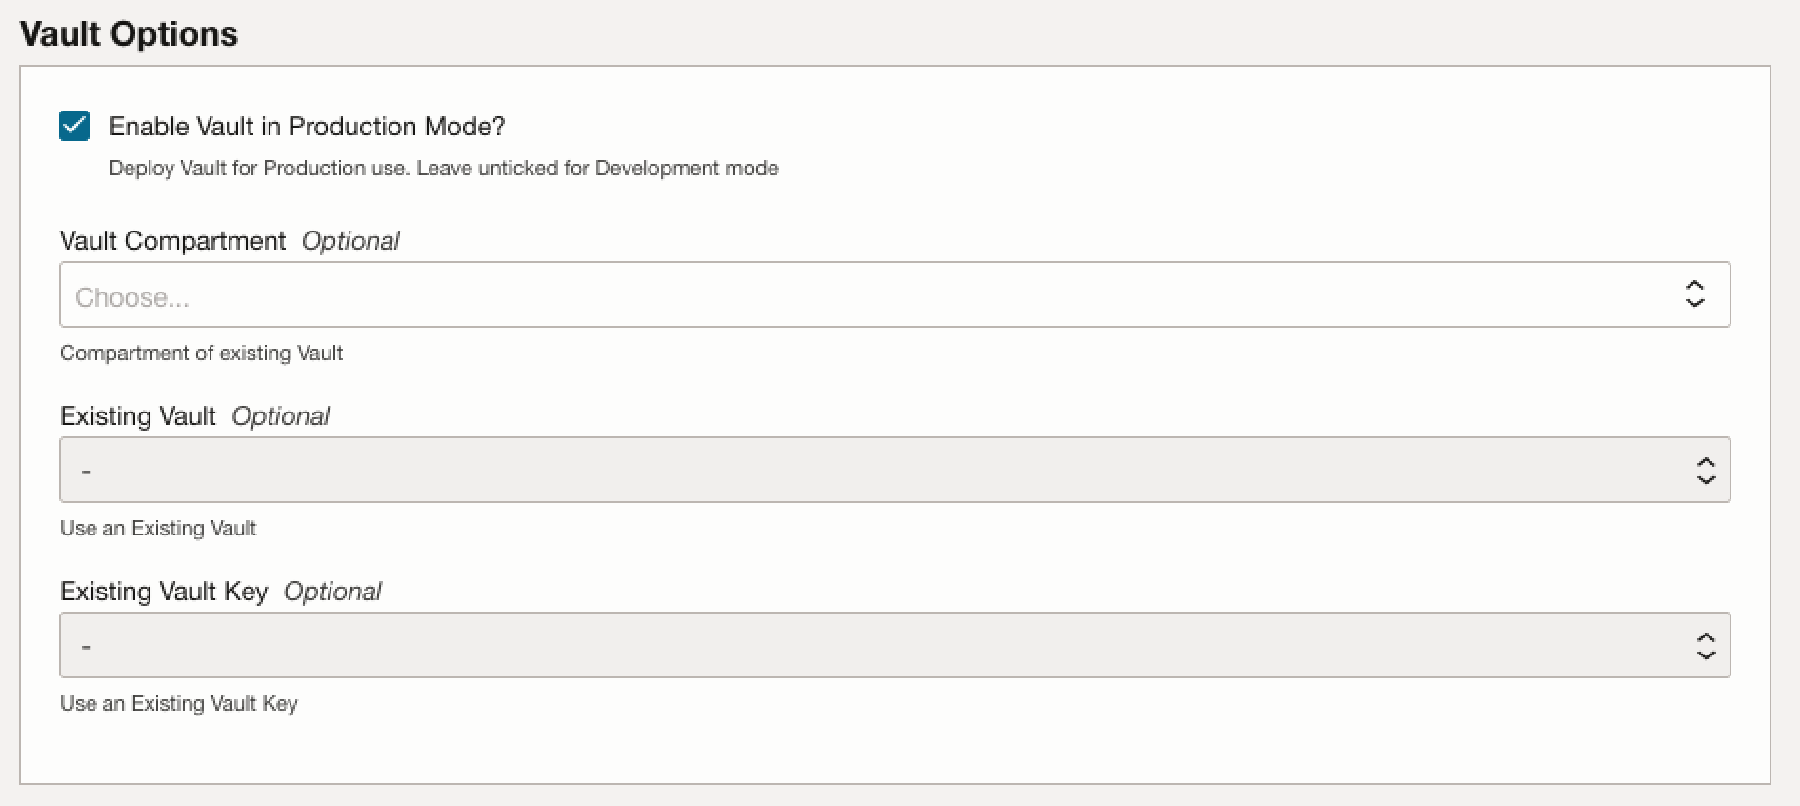 Vault Options
Enable Vault in Production Mode?
Deploy Vault for Production use. Leave unticked for Development mode
Vault Compartment Optional
Choose...
Compartment of existing Vault
Existing Vault Optional
-
Use an Existing Vault
Existing Vault Key Optional
-
Use an Existing Vault Key